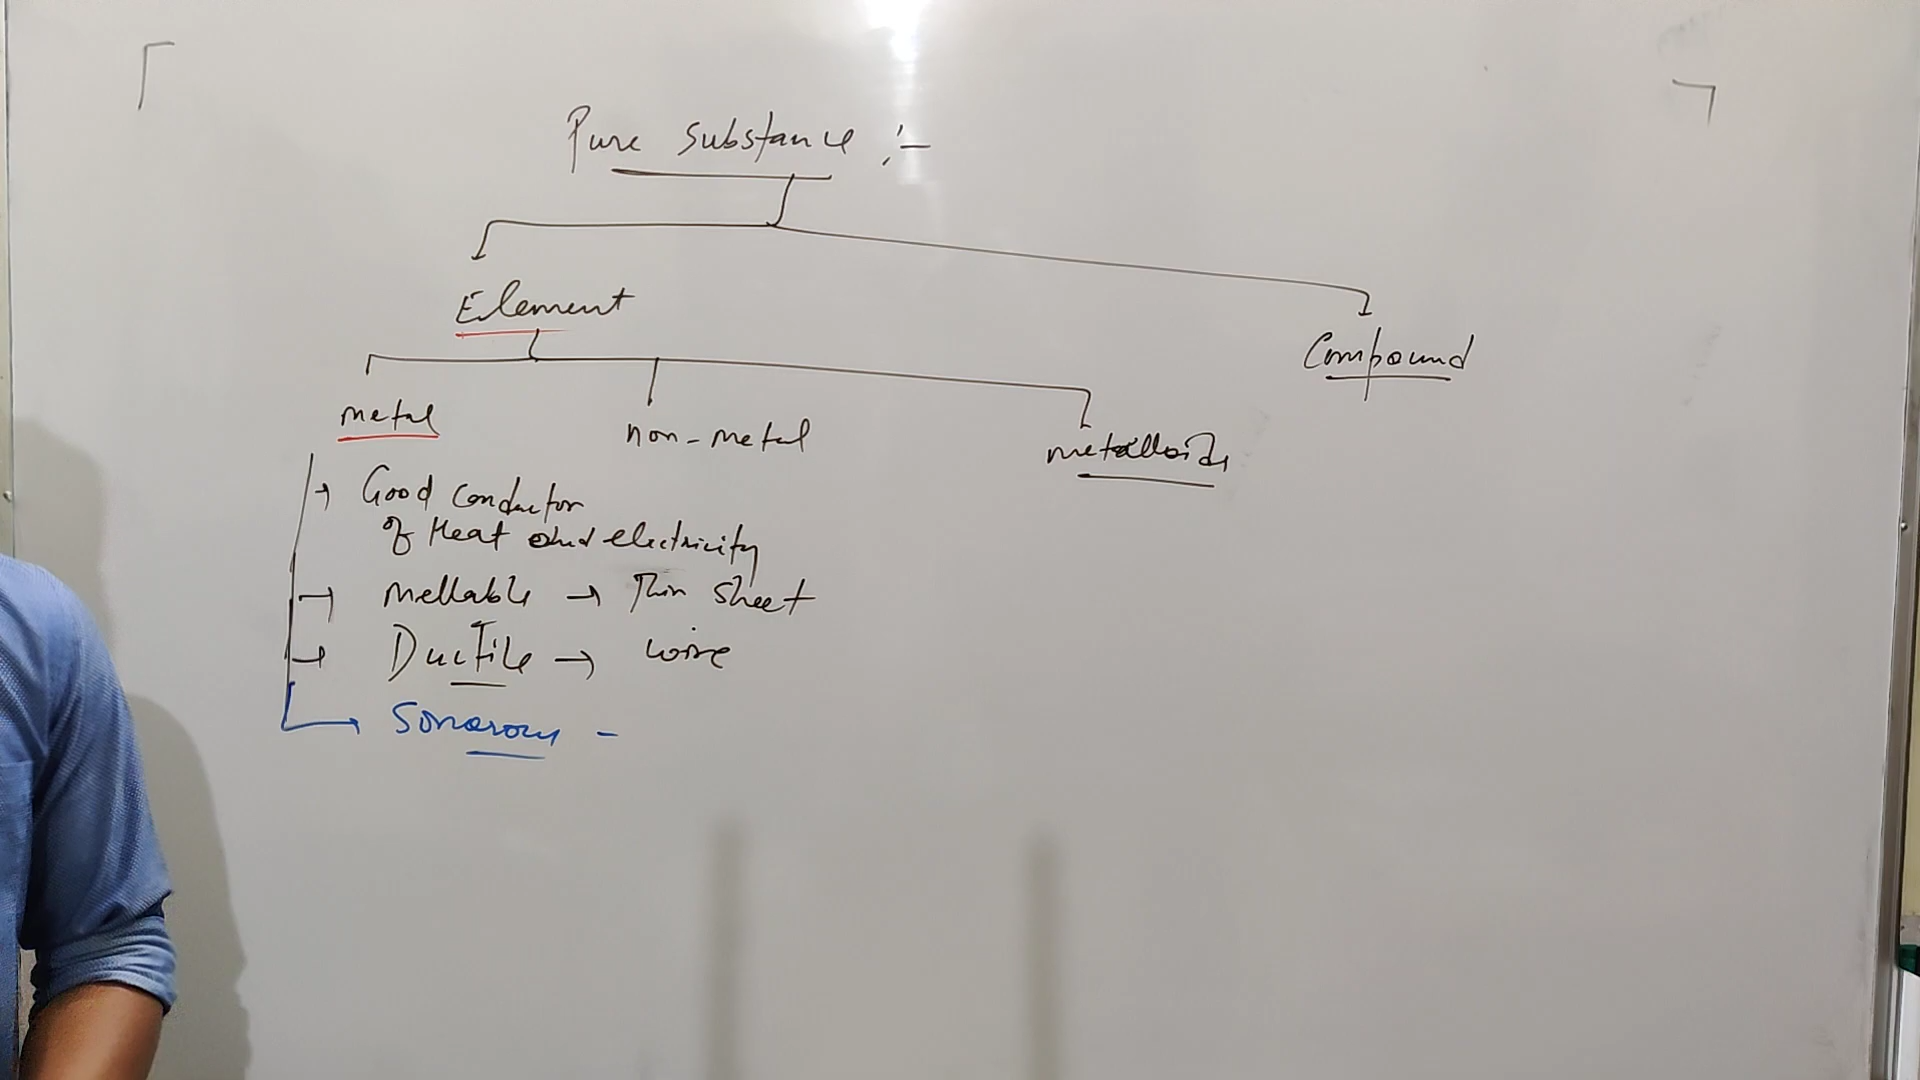 Pure Substance :-
Element
Compound
metal
non-metal
metalloids
→ Good conductor
of Heat and electricity
→ mellable → Thin sheet
→ Ductile → wire
→ Sonorous -